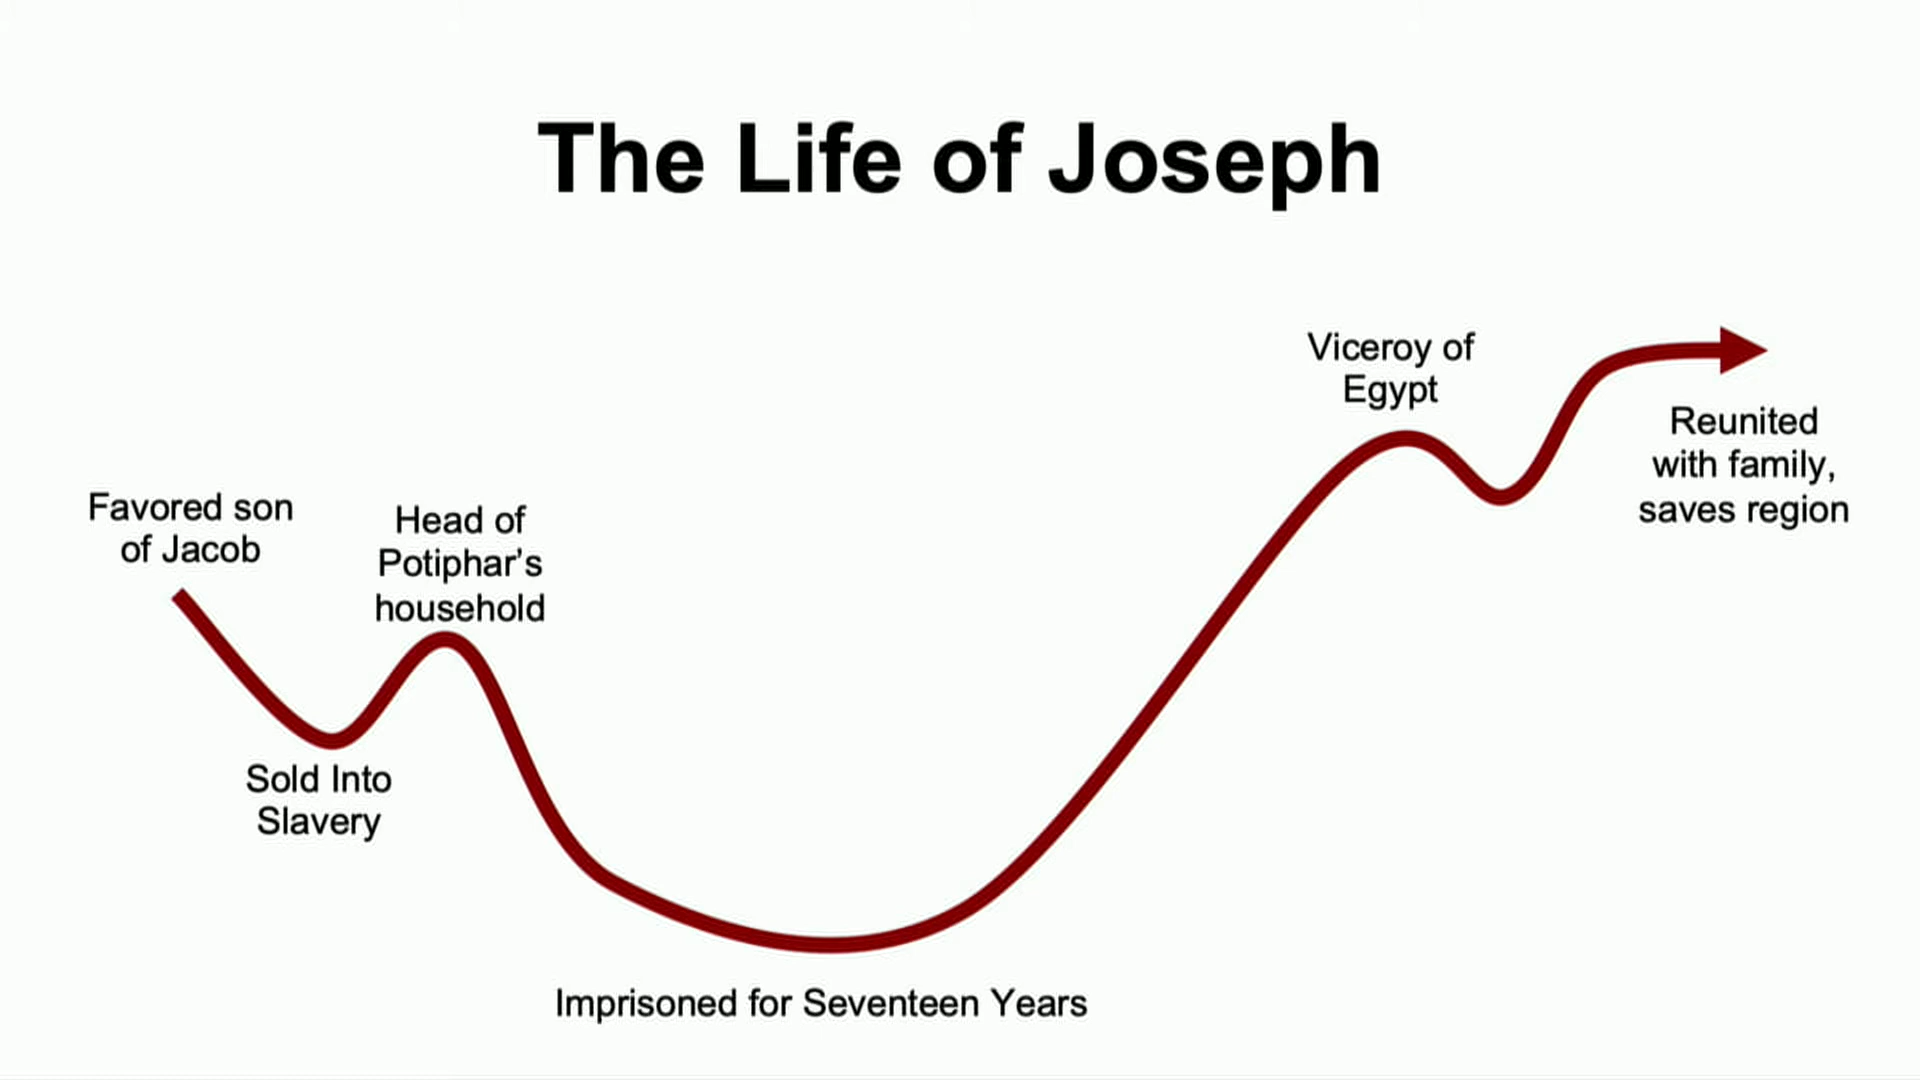 The Life of Joseph
Favored son
of Jacob
Sold Into
Slavery
Head of
Potiphar's
household
Imprisoned for Seventeen Years
Viceroy of
Egypt
Reunited
with family,
saves region